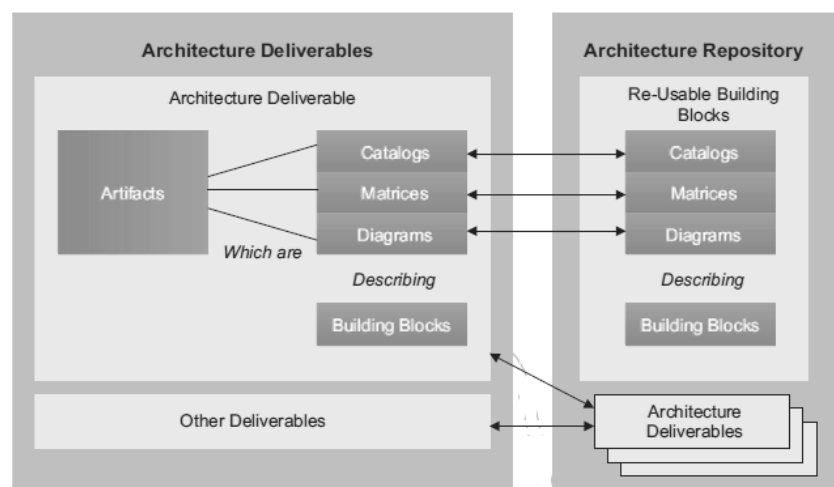 Architecture Deliverables
Architecture Deliverable
Artifacts
Which are
Catalogs
Matrices
Diagrams
Describing
Building Blocks
Other Deliverables
Architecture Repository
Re-Usable Building
Blocks
Catalogs
Matrices
Diagrams
Describing
Building Blocks
Architecture
Deliverables